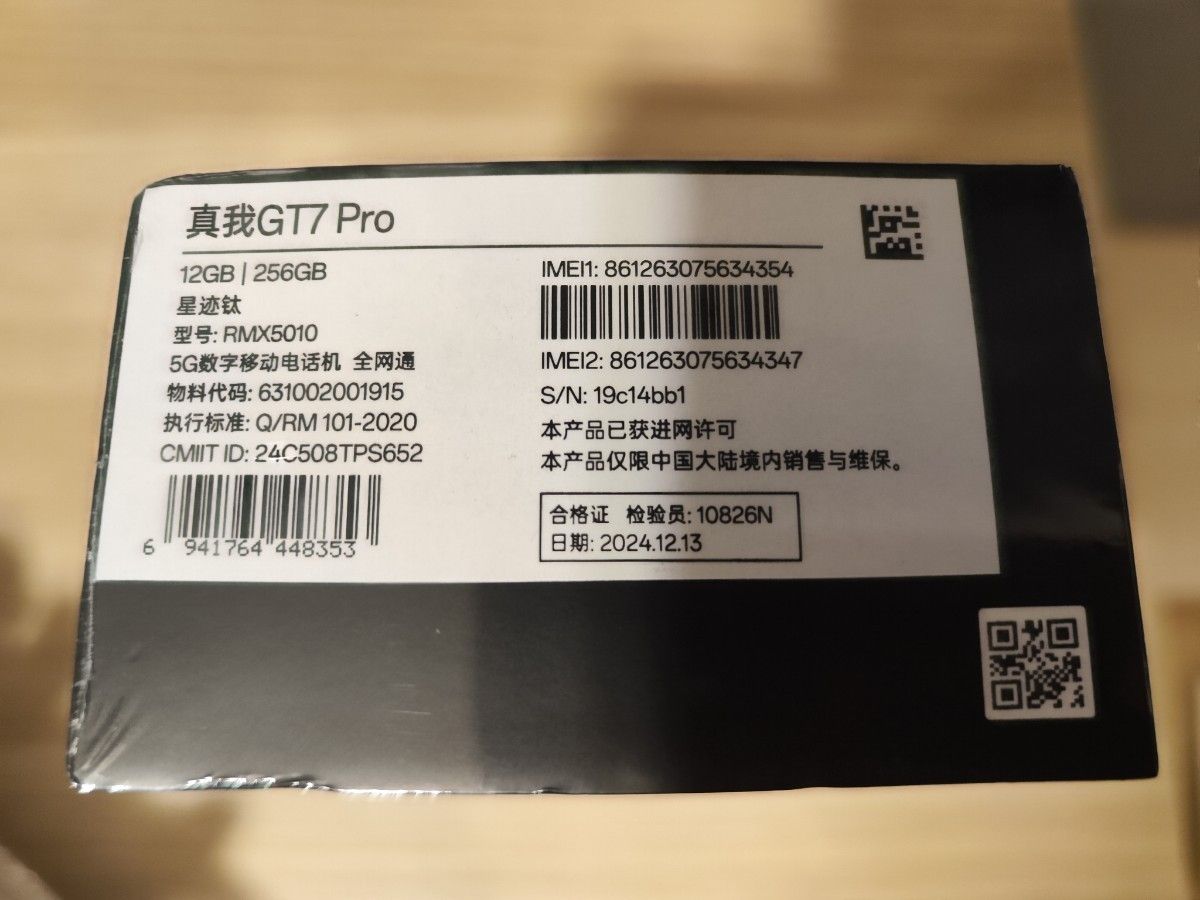 真我GT7 Pro
12GB | 256GB
星迹钛
型号: RMX5010
5G数字移动电话机 全网通
物料代码: 631002001915
执行标准: Q/RM 101-2020
CMIIT ID: 24C508TPS652
6 941764 448353
IMEI1: 861263075634354
IMEI2: 861263075634347
S/N: 19c14bb1
本产品已获进网许可
本产品仅限中国大陆境内销售与维保。
合格证 检验员: 10826N
日期: 2024.12.13